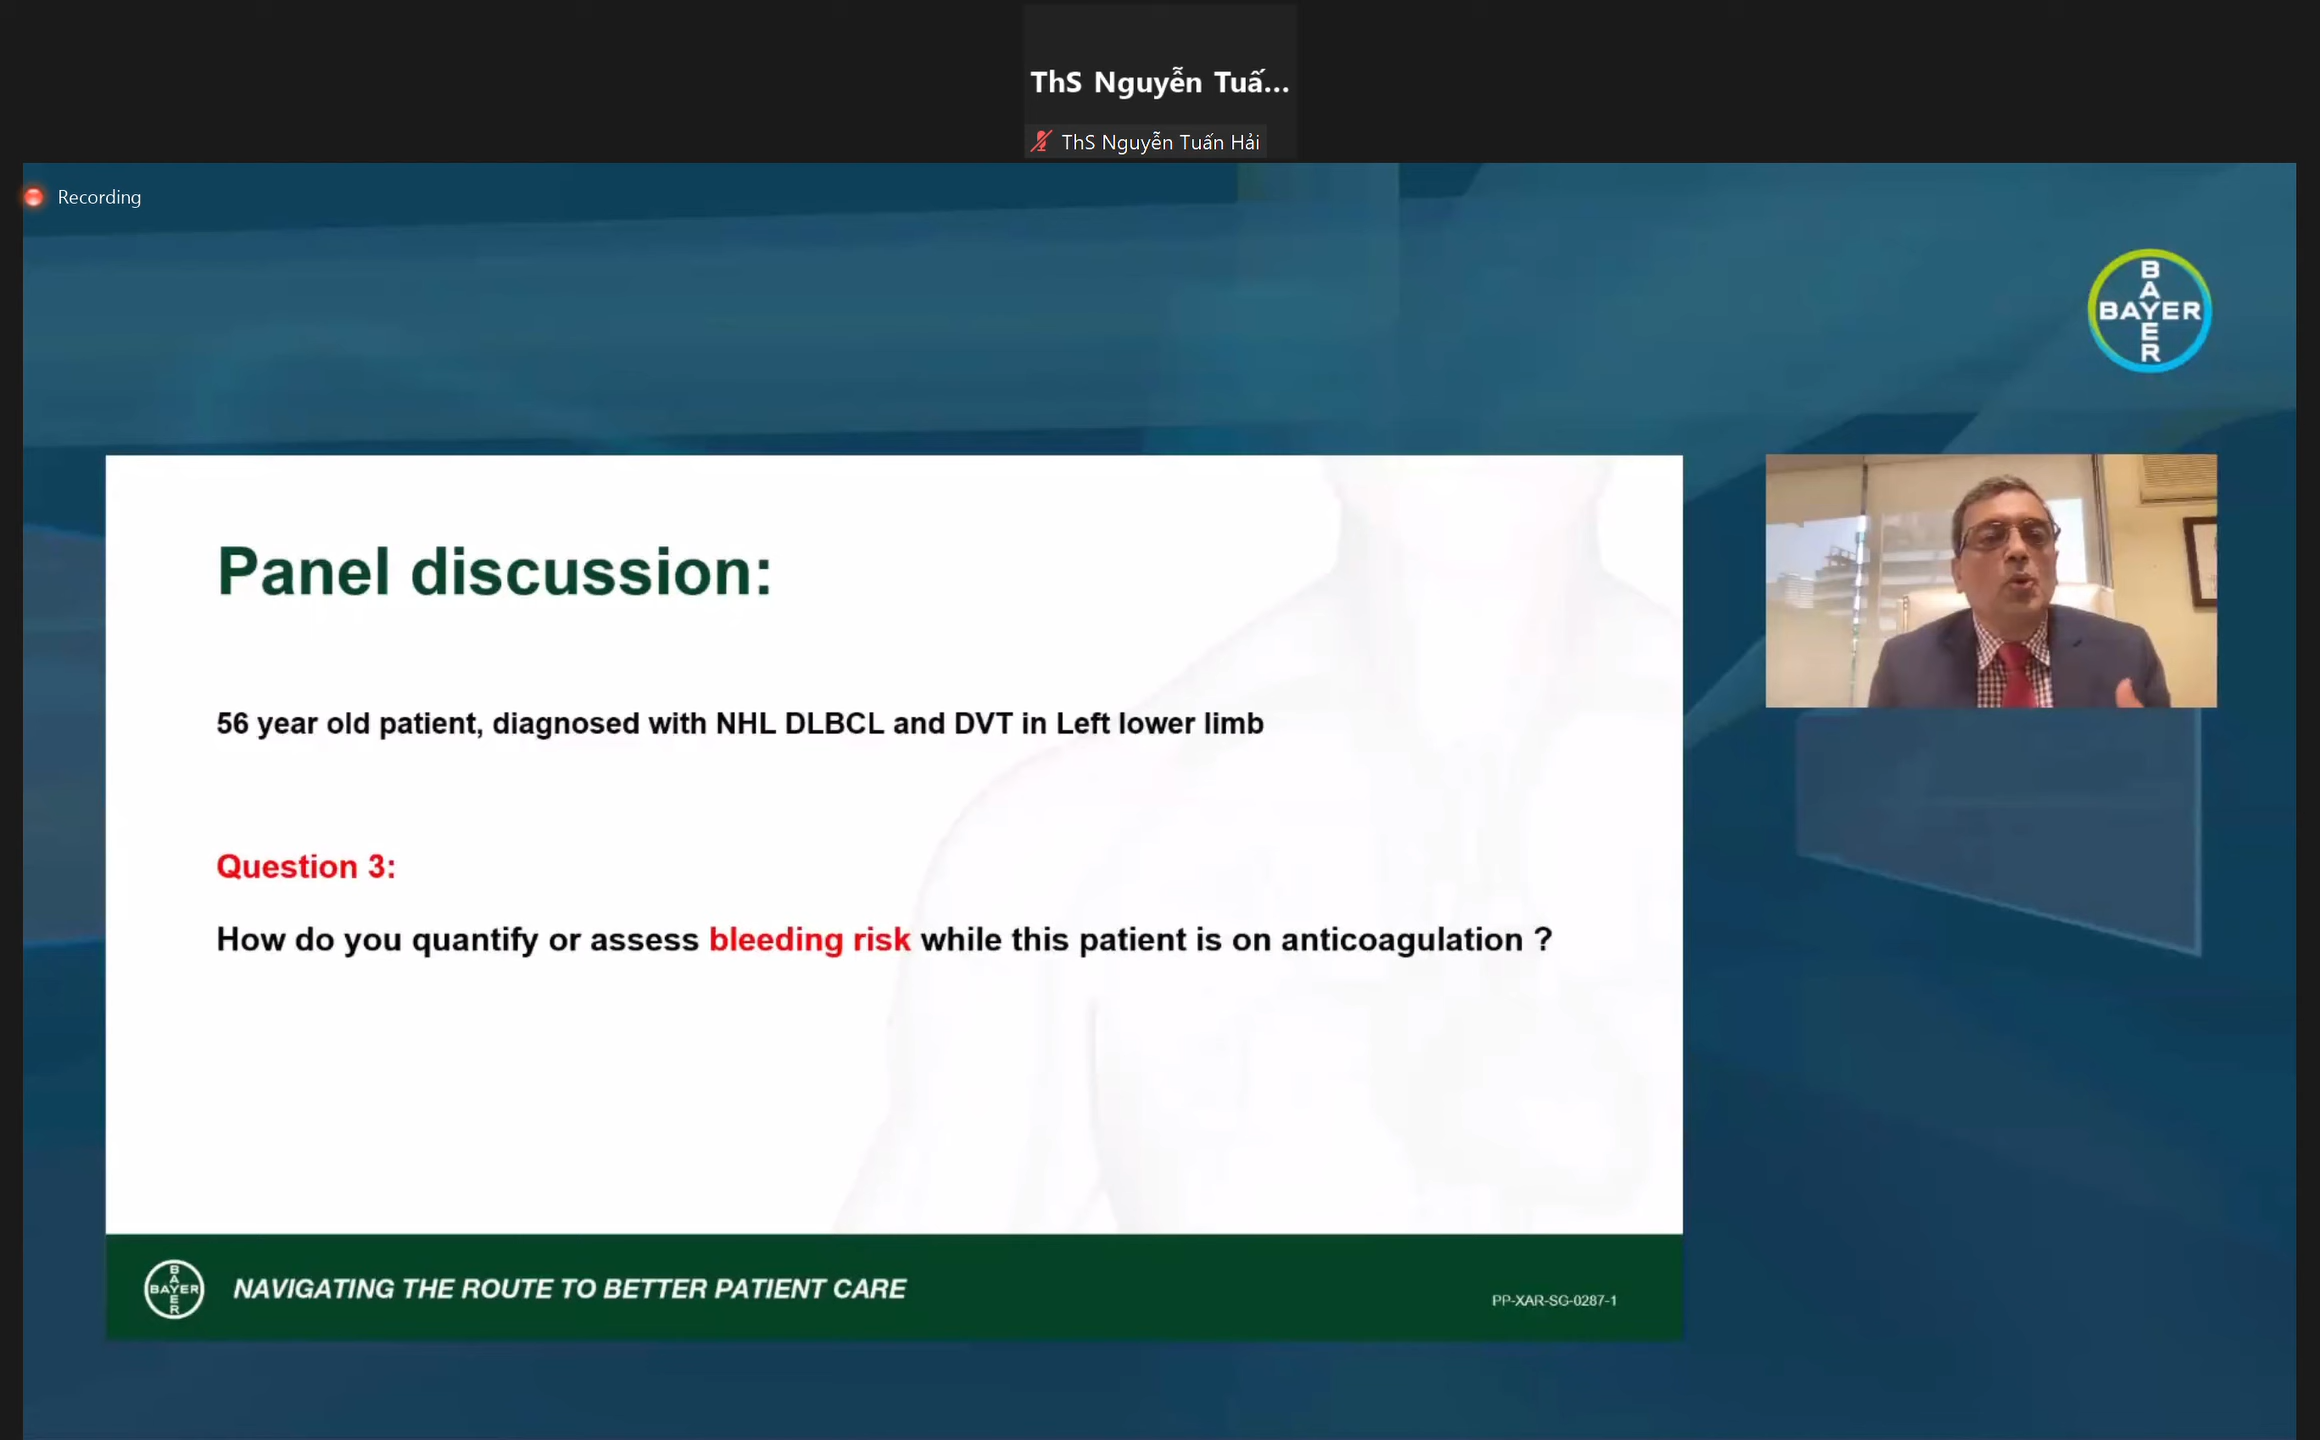 ThS Nguyễn Tuấ...
ThS Nguyễn Tuấn Hải
Recording
BAYER
BAYER
Panel discussion:
56 year old patient, diagnosed with NHL DLBCL and DVT in Left lower limb
Question 3:
How do you quantify or assess bleeding risk while this patient is on anticoagulation ?
BAYER
BAYER
NAVIGATING THE ROUTE TO BETTER PATIENT CARE
PP-XAR-SG-0287-1